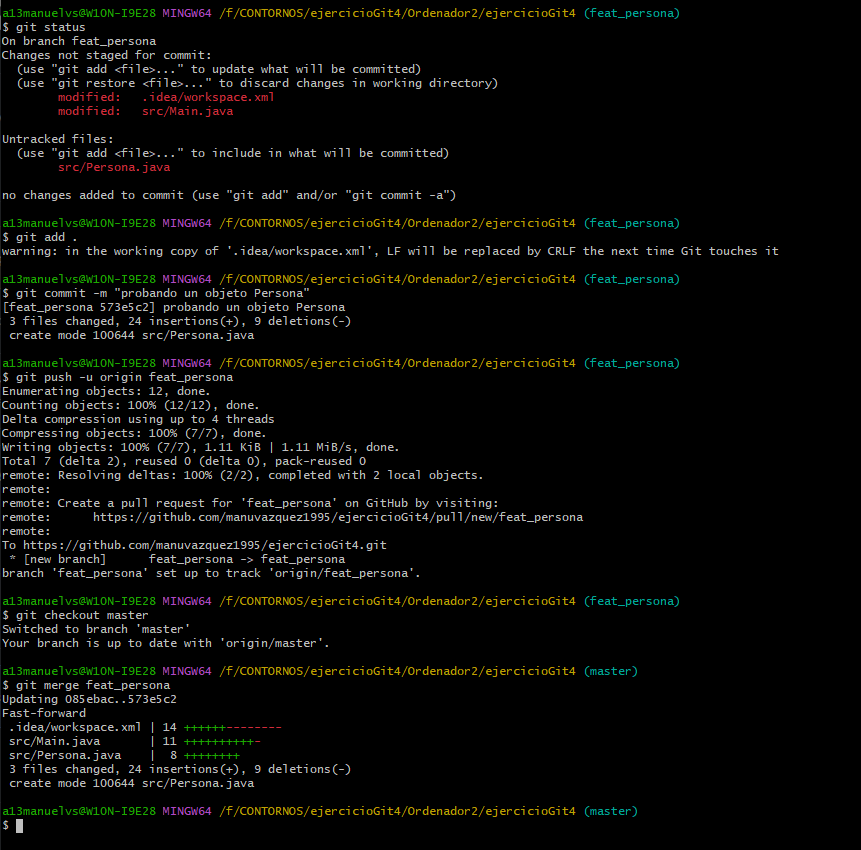 a13manuelvs@W10N-I9E28 MINGW64 /f/CONTORNOS/ejercicioGit4/Ordenador2/ejercicioGit4 (feat_persona)
$ git status
On branch feat_persona
Changes not staged for commit:
  (use "git add <file>..." to update what will be committed)
  (use "git restore <file>..." to discard changes in working directory)
        modified:   .idea/workspace.xml
        modified:   src/Main.java

Untracked files:
  (use "git add <file>..." to include in what will be committed)
        src/Persona.java

no changes added to commit (use "git add" and/or "git commit -a")

a13manuelvs@W10N-I9E28 MINGW64 /f/CONTORNOS/ejercicioGit4/Ordenador2/ejercicioGit4 (feat_persona)
$ git add .
warning: in the working copy of '.idea/workspace.xml', LF will be replaced by CRLF the next time Git touches it

a13manuelvs@W10N-I9E28 MINGW64 /f/CONTORNOS/ejercicioGit4/Ordenador2/ejercicioGit4 (feat_persona)
$ git commit -m "probando un objeto Persona"
[feat_persona 573e5c2] probando un objeto Persona
 3 files changed, 24 insertions(+), 9 deletions(-)
 create mode 100644 src/Persona.java

a13manuelvs@W10N-I9E28 MINGW64 /f/CONTORNOS/ejercicioGit4/Ordenador2/ejercicioGit4 (feat_persona)
$ git push -u origin feat_persona
Enumerating objects: 12, done.
Counting objects: 100% (12/12), done.
Delta compression using up to 4 threads
Compressing objects: 100% (7/7), done.
Writing objects: 100% (7/7), 1.11 KiB | 1.11 MiB/s, done.
Total 7 (delta 2), reused 0 (delta 0), pack-reused 0
remote: Resolving deltas: 100% (2/2), completed with 2 local objects.
remote:
remote: Create a pull request for 'feat_persona' on GitHub by visiting:
remote:      https://github.com/manuvazquez1995/ejercicioGit4/pull/new/feat_persona
remote:
To https://github.com/manuvazquez1995/ejercicioGit4.git
 * [new branch]      feat_persona -> feat_persona
branch 'feat_persona' set up to track 'origin/feat_persona'.

a13manuelvs@W10N-I9E28 MINGW64 /f/CONTORNOS/ejercicioGit4/Ordenador2/ejercicioGit4 (feat_persona)
$ git checkout master
Switched to branch 'master'
Your branch is up to date with 'origin/master'.

a13manuelvs@W10N-I9E28 MINGW64 /f/CONTORNOS/ejercicioGit4/Ordenador2/ejercicioGit4 (master)
$ git merge feat_persona
Updating 085ebac..573e5c2
Fast-forward
 .idea/workspace.xml | 14 ++++++--------
 src/Main.java       | 11 ++++++++++-
 src/Persona.java    |  8 ++++++++
 3 files changed, 24 insertions(+), 9 deletions(-)
 create mode 100644 src/Persona.java

a13manuelvs@W10N-I9E28 MINGW64 /f/CONTORNOS/ejercicioGit4/Ordenador2/ejercicioGit4 (master)
$